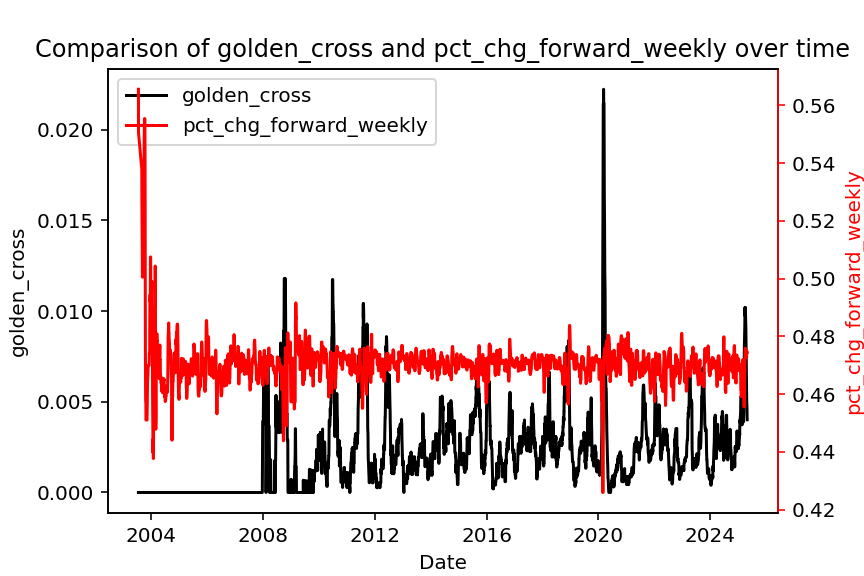 Comparison of golden_cross and pct_chg_forward_weekly over time
golden_cross
pct_chg_forward_weekly
golden_cross
0.020
0.015
0.010
0.005
0.000
0.56
0.54
0.52
0.50
0.48
0.46
0.44
0.42
pct_chg_forward_weekly
2004 2008 2012 2016 2020 2024
Date